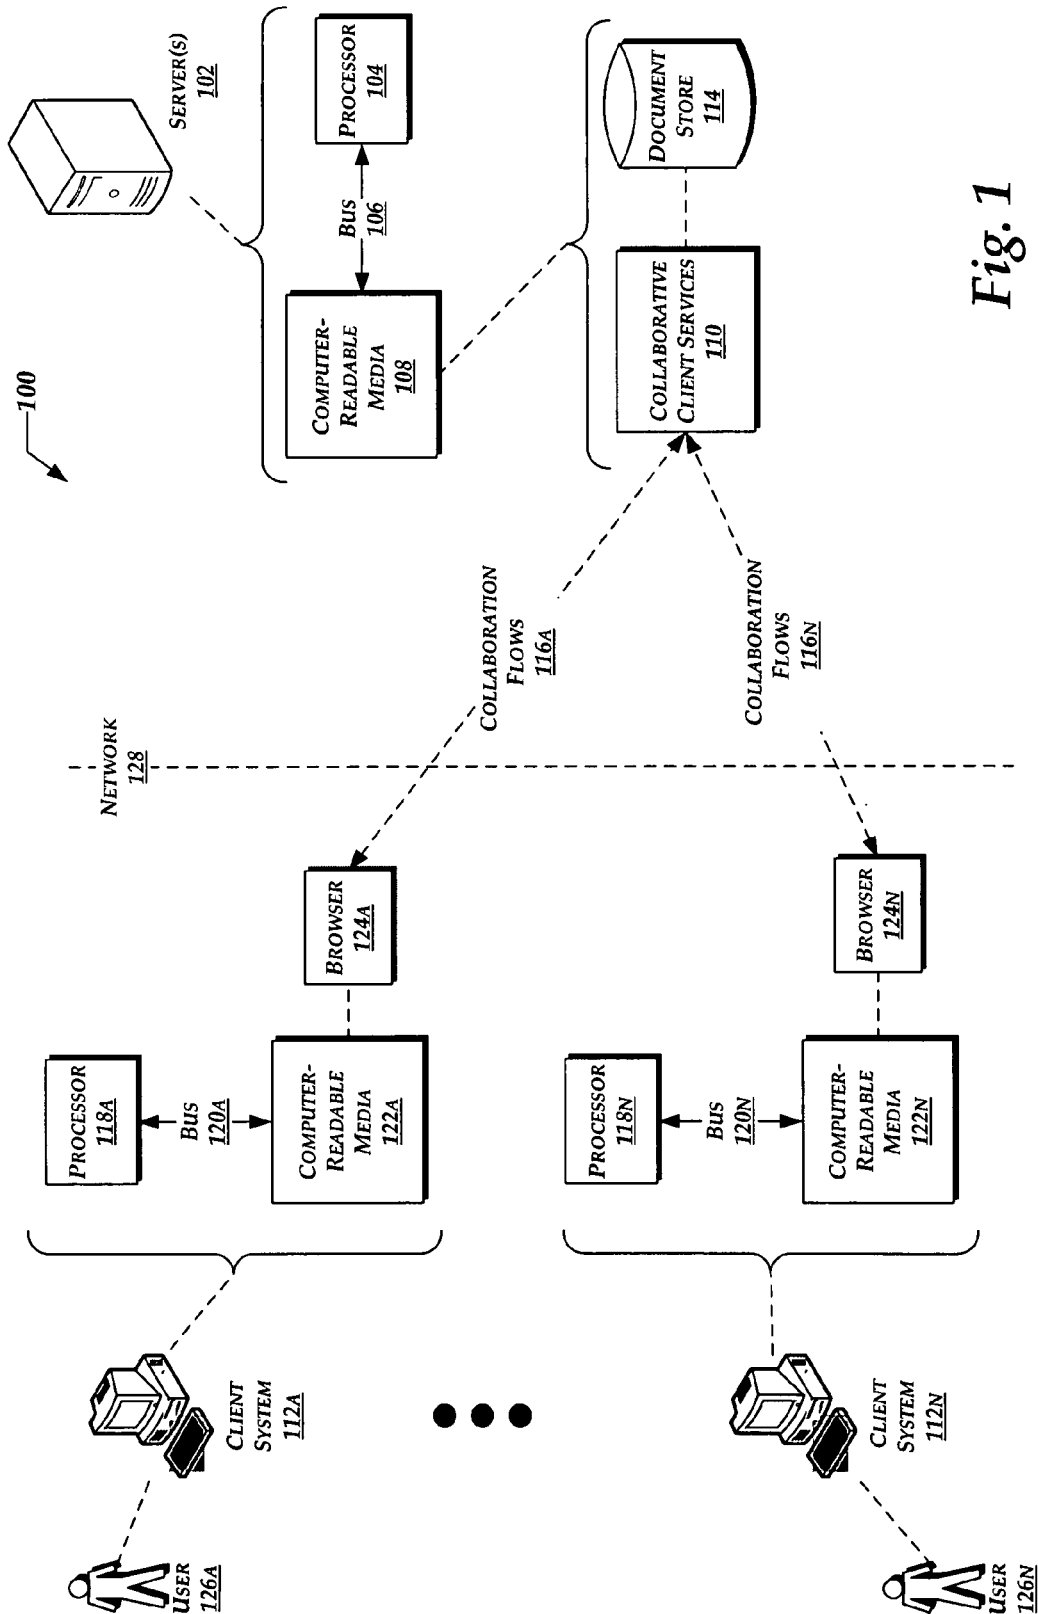 100
SERVER(S)
102
PROCESSOR
104
BUS
106
COMPUTER-
READABLE
MEDIA
108
DOCUMENT
STORE
114
COLLABORATIVE
CLIENT SERVICES
110
COLLABORATION
FLOWS
116A
COLLABORATION
FLOWS
116N
NETWORK
128
BROWSER
124A
PROCESSOR
118A
BUS
120A
COMPUTER-
READABLE
MEDIA
122A
CLIENT
SYSTEM
112A
USER
126A
BROWSER
124N
PROCESSOR
118N
BUS
120N
COMPUTER-
READABLE
MEDIA
122N
CLIENT
SYSTEM
112N
USER
126N
Fig. 1